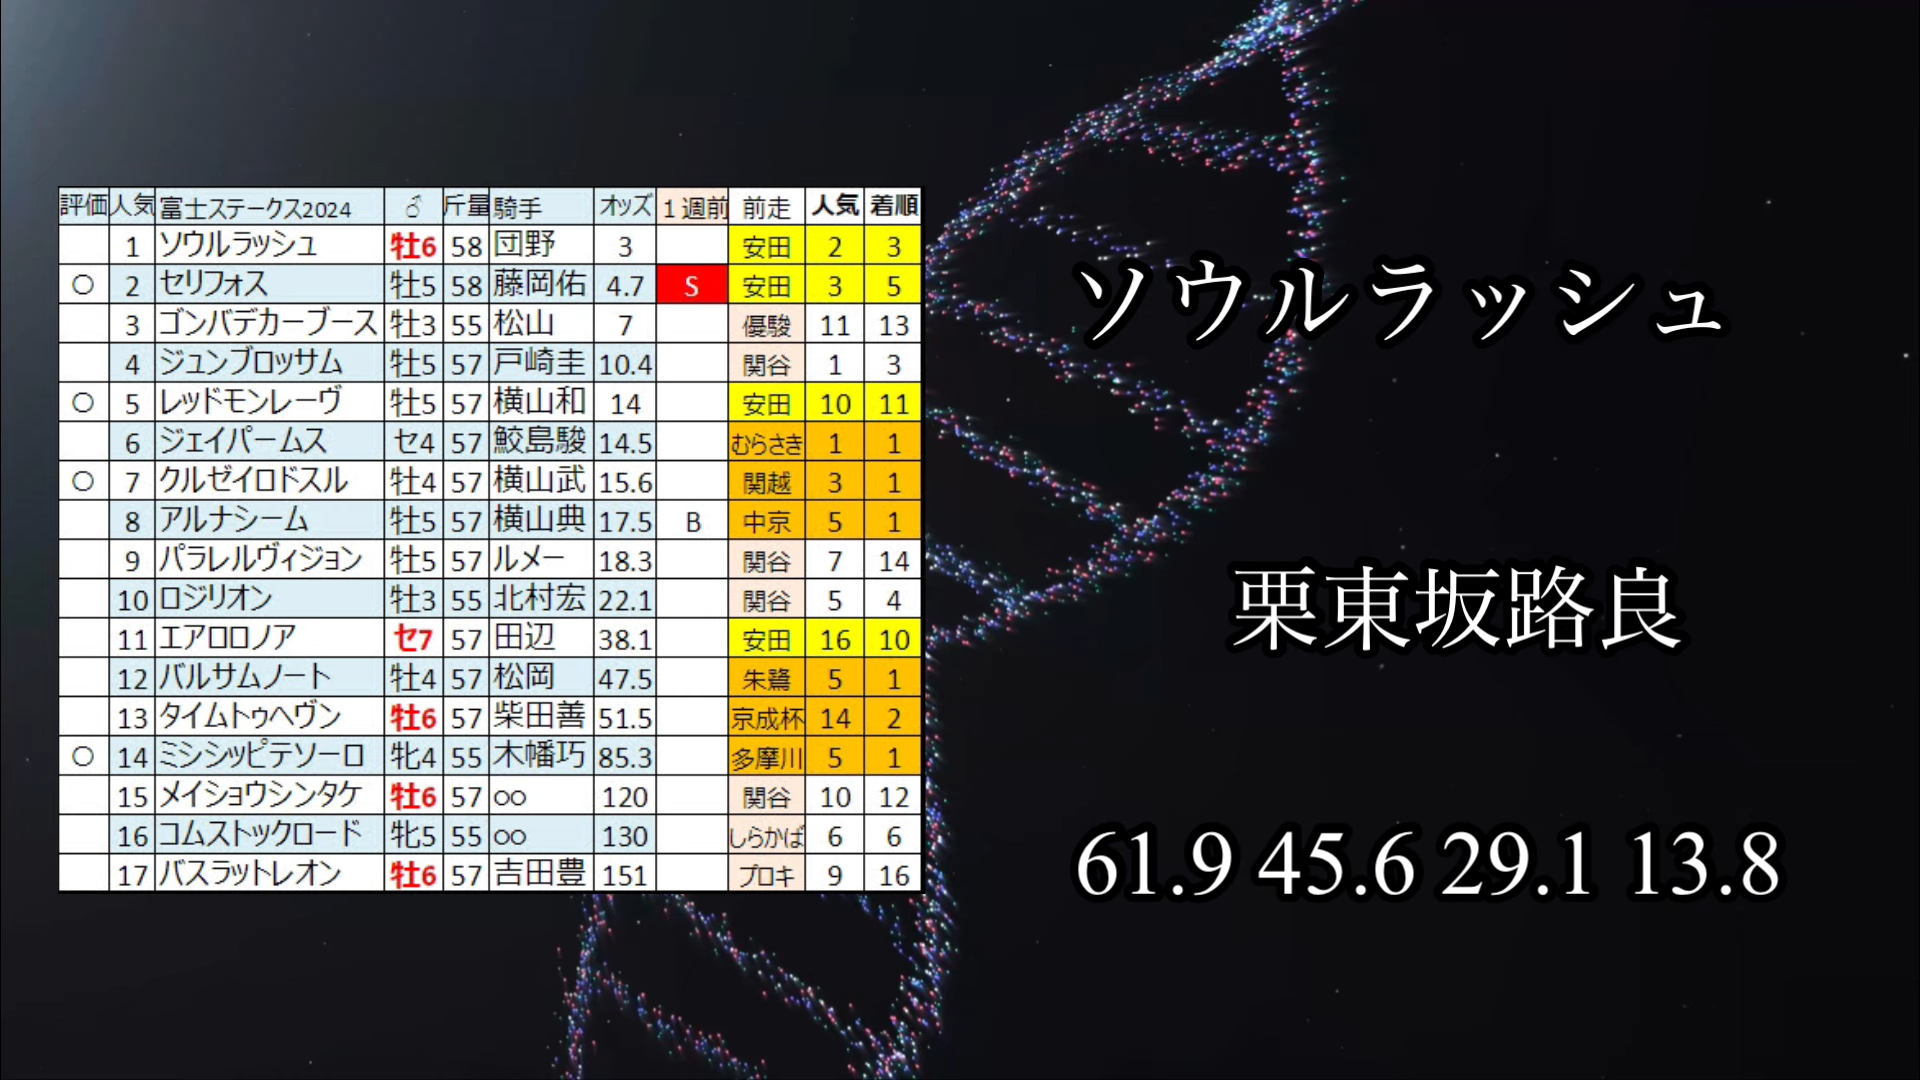 評価 人気 富士ステークス2024 ♂ 斤量 騎手 オッズ 1週前 前走 人気 着順
1 ソウルラッシュ 牡6 58 団野 3 安田 2 3
○ 2 セリフォス 牡5 58 藤岡佑 4.7 S 安田 3 5
3 ゴンバデカーブース 牡3 55 松山 7 優駿 11 13
4 ジュンブロッサム 牡5 57 戸崎圭 10.4 関谷 1 3
○ 5 レッドモンレーヴ 牡5 57 横山和 14 安田 10 11
6 ジェイパームス セ4 57 鮫島駿 14.5 むらさき 1 1
○ 7 クルゼイロドスル 牡4 57 横山武 15.6 関越 3 1
8 アルナシーム 牡5 57 横山典 17.5 B 中京 5 1
9 パラレルヴィジョン 牡5 57 ルメー 18.3 関谷 7 14
10 ロジリオン 牡3 55 北村宏 22.1 関谷 5 4
11 エアロロノア セ7 57 田辺 38.1 安田 16 10
12 バルサムノート 牡4 57 松岡 47.5 朱鷺 5 1
13 タイムトゥヘヴン 牡6 57 柴田善 51.5 京成杯 14 2
○ 14 ミシシッピテソーロ 牝4 55 木幡巧 85.3 多摩川 5 1
15 メイショウシンタケ 牡6 57 ○○ 120 関谷 10 12
16 コムストックロード 牝5 55 ○○ 130 しらかば 6 6
17 バスラットレオン 牡6 57 吉田豊 151 プロキ 9 16
ソウルラッシュ
栗東坂路良
61.9 45.6 29.1 13.8